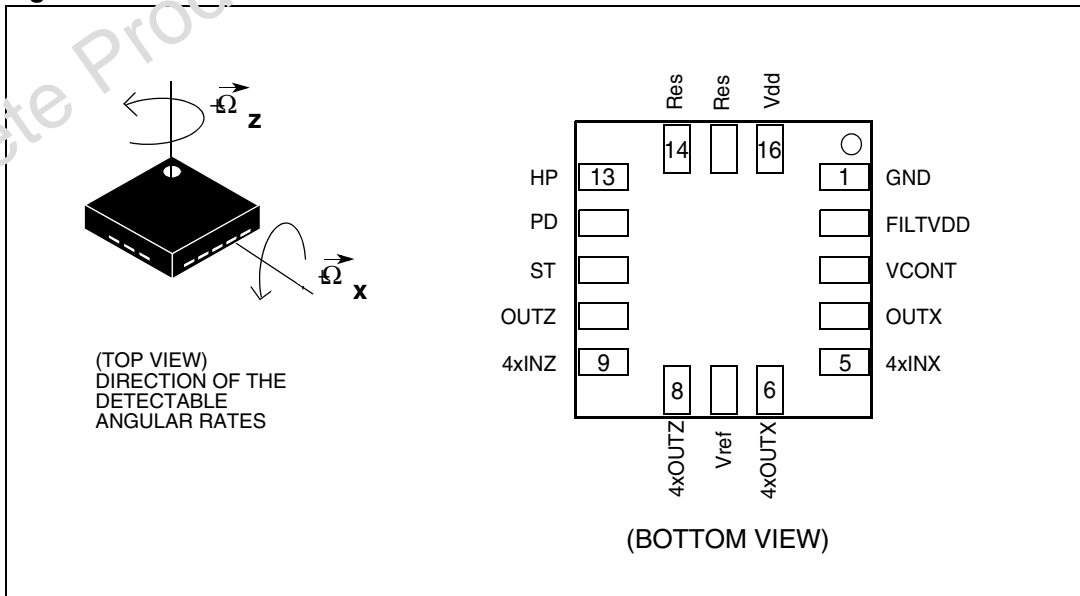 +Ω z
+Ω x
(TOP VIEW)
DIRECTION OF THE
DETECTABLE
ANGULAR RATES
Res Res Vdd
14 16
HP 13 1 GND
PD FILTVDD
ST VCONT
OUTZ OUTX
4xINZ 9 5 4xINX
8 6
4xOUTZ Vref 4xOUTX
(BOTTOM VIEW)